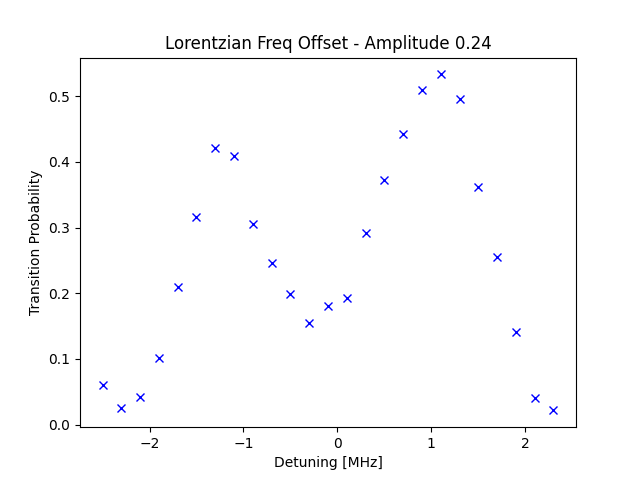 Lorentzian Freq Offset - Amplitude 0.24
Transition Probability
0.5
0.4
0.3
0.2
0.1
0.0
−2 −1 0 1 2
Detuning [MHz]